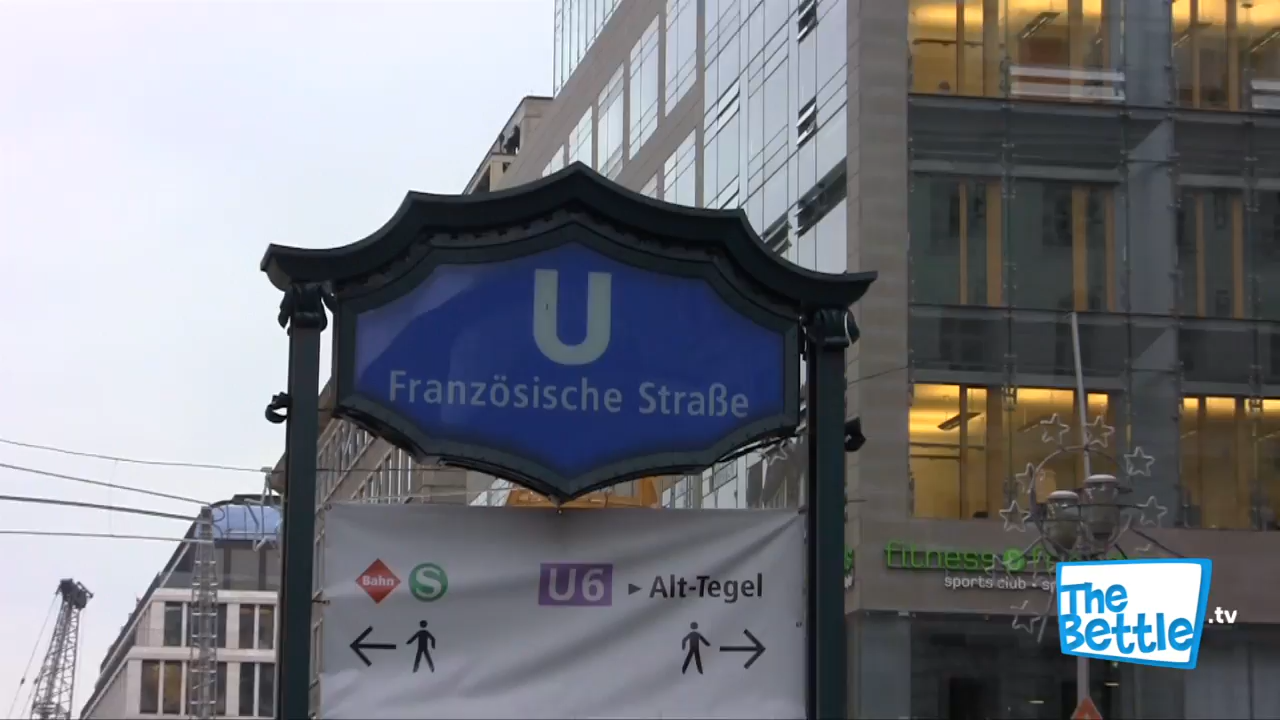 U
Französische Straße
Bahn S U6 ▸ Alt-Tegel
fitness &
sports club
The
Bettle.tv